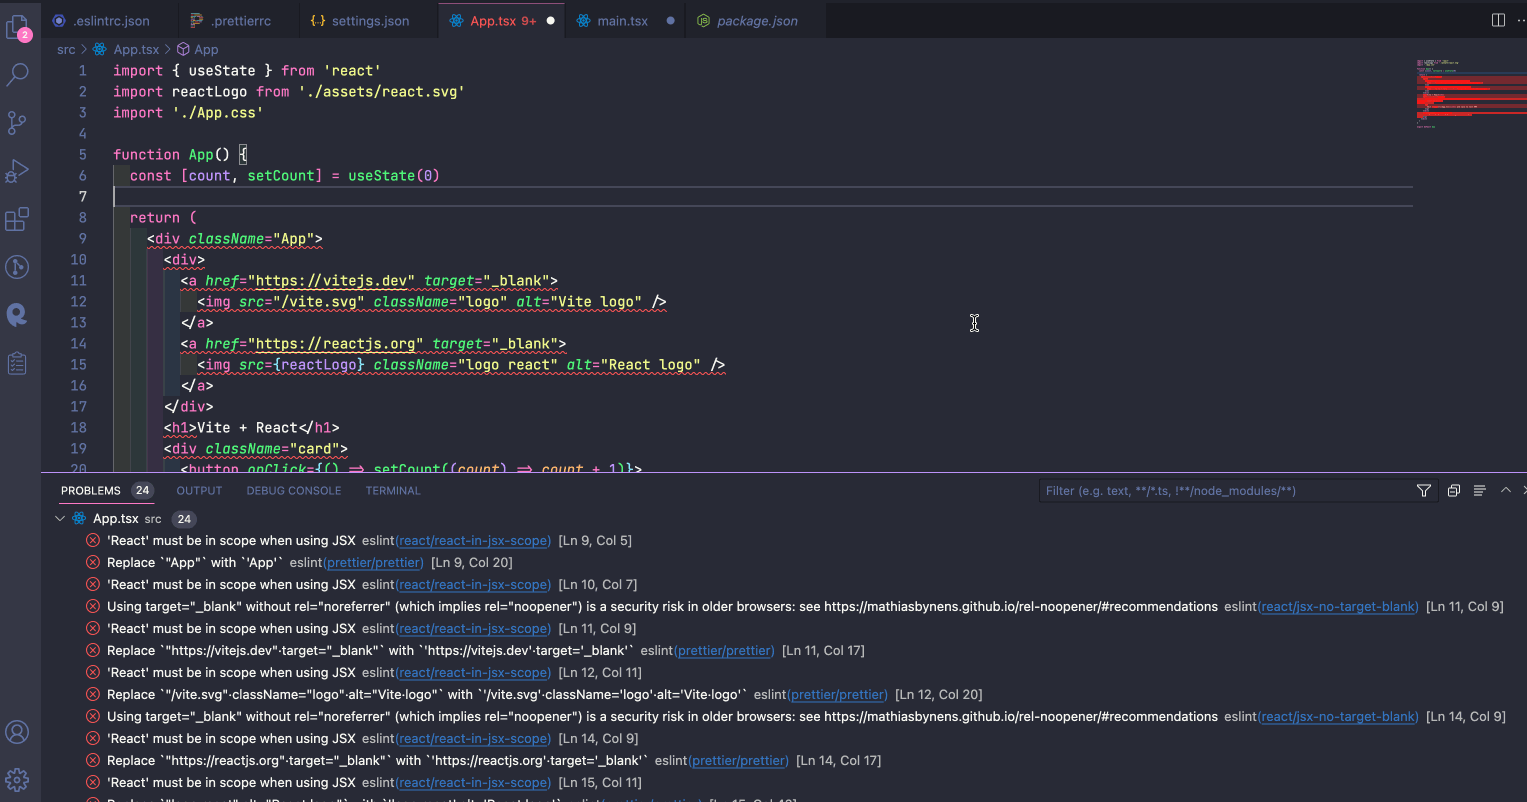 .eslintrc.json .prettierrc {..} settings.json App.tsx 9+ main.tsx package.json
2
src > App.tsx > App
1 import { useState } from 'react'
2 import reactLogo from './assets/react.svg'
3 import './App.css'
4
5 function App() {
6 const [count, setCount] = useState(0)
7
8 return (
9 <div className="App">
10 <div>
11 <a href="https://vitejs.dev" target="_blank">
12 <img src="/vite.svg" className="logo" alt="Vite logo" />
13 </a>
14 <a href="https://reactjs.org" target="_blank">
15 <img src={reactLogo} className="logo react" alt="React logo" />
16 </a>
17 </div>
18 <h1>Vite + React</h1>
19 <div className="card">
20 <button onClick={() => setCount((count) => count + 1)}>
PROBLEMS 24 OUTPUT DEBUG CONSOLE TERMINAL Filter (e.g. text, **/*.ts, !**/node_modules/**)
App.tsx src 24
'React' must be in scope when using JSX eslint(react/react-in-jsx-scope) [Ln 9, Col 5]
Replace `"App"` with `'App'` eslint(prettier/prettier) [Ln 9, Col 20]
'React' must be in scope when using JSX eslint(react/react-in-jsx-scope) [Ln 10, Col 7]
Using target="_blank" without rel="noreferrer" (which implies rel="noopener") is a security risk in older browsers: see https://mathiasbynens.github.io/rel-noopener/#recommendations eslint(react/jsx-no-target-blank) [Ln 11, Col 9]
'React' must be in scope when using JSX eslint(react/react-in-jsx-scope) [Ln 11, Col 9]
Replace `"https://vitejs.dev"·target="_blank"` with `'https://vitejs.dev'·target='_blank'` eslint(prettier/prettier) [Ln 11, Col 17]
'React' must be in scope when using JSX eslint(react/react-in-jsx-scope) [Ln 12, Col 11]
Replace `"/vite.svg"·className="logo"·alt="Vite·logo"` with `'/vite.svg'·className='logo'·alt='Vite·logo'` eslint(prettier/prettier) [Ln 12, Col 20]
Using target="_blank" without rel="noreferrer" (which implies rel="noopener") is a security risk in older browsers: see https://mathiasbynens.github.io/rel-noopener/#recommendations eslint(react/jsx-no-target-blank) [Ln 14, Col 9]
'React' must be in scope when using JSX eslint(react/react-in-jsx-scope) [Ln 14, Col 9]
Replace `"https://reactjs.org"·target="_blank"` with `'https://reactjs.org'·target='_blank'` eslint(prettier/prettier) [Ln 14, Col 17]
'React' must be in scope when using JSX eslint(react/react-in-jsx-scope) [Ln 15, Col 11]